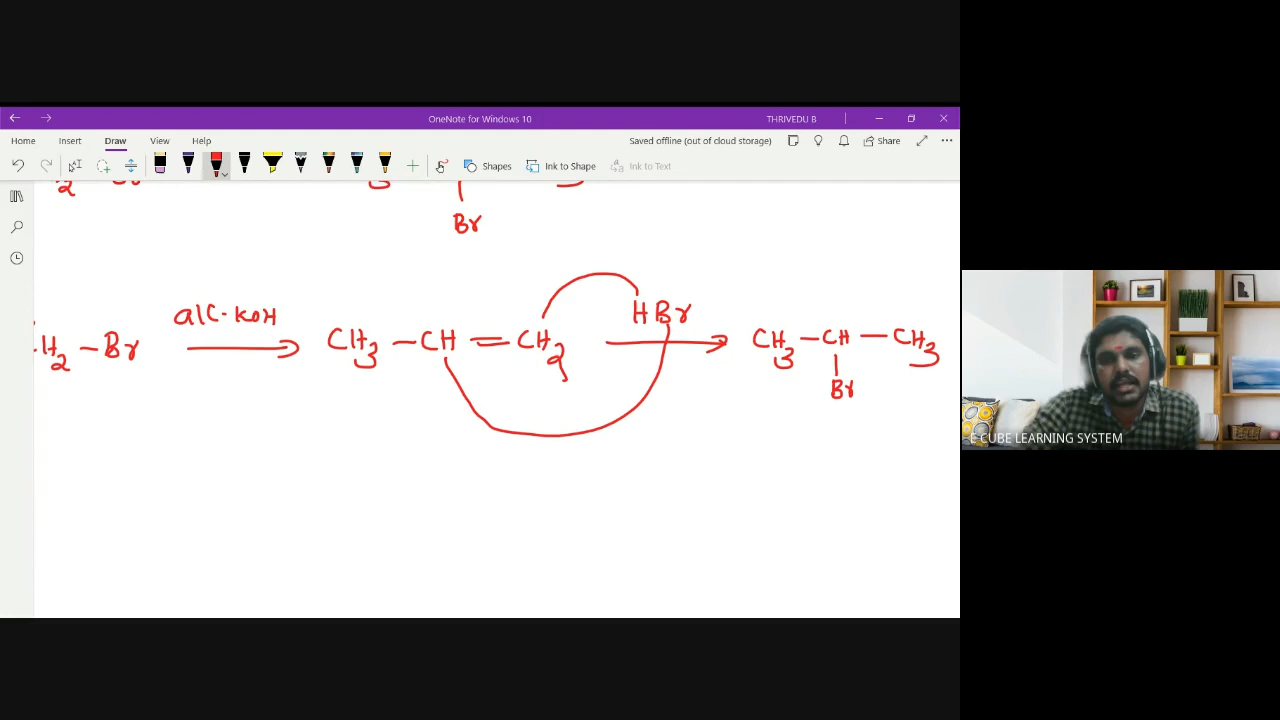 OneNote for Windows 10
THRIVEDU B
Home Insert Draw View Help
Saved offline (out of cloud storage)
Share
Shapes
Ink to Shape
Ink to Text
2
3
Br
H2 – Br
alc. KOH
CH3 – CH = CH2
HBr
CH3 – CH – CH3
Br
E CUBE LEARNING SYSTEM